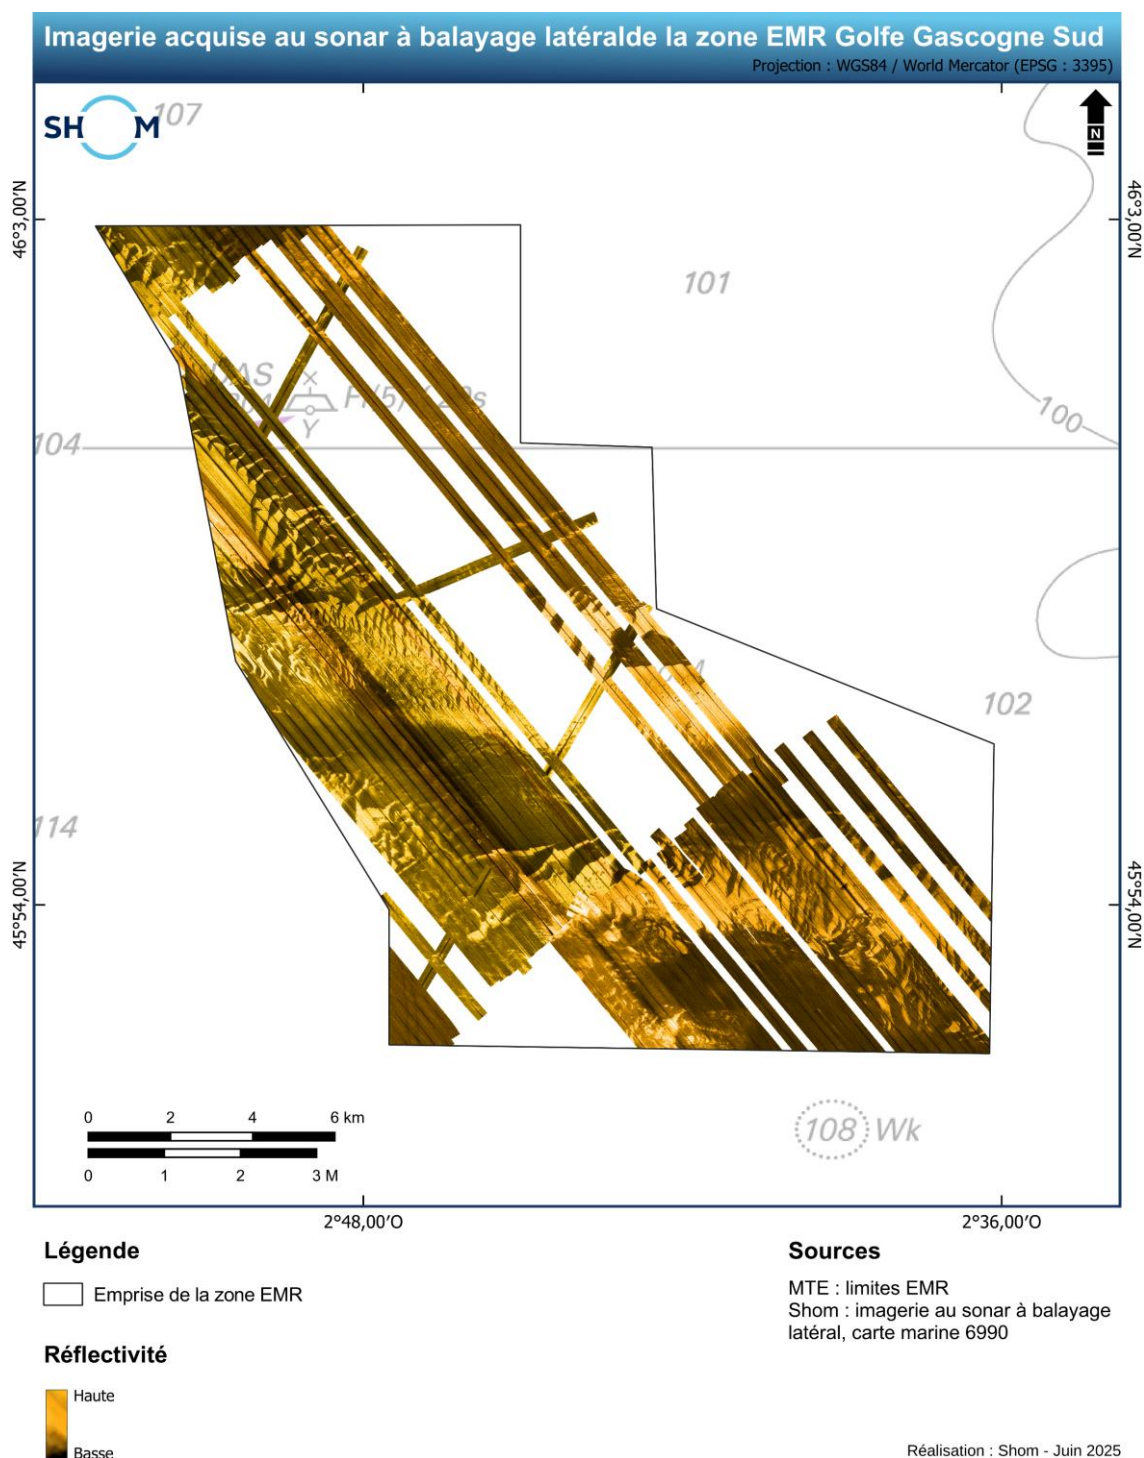 Imagerie acquise au sonar à balayage latéralde la zone EMR Golfe Gascogne Sud
Projection : WGS84 / World Mercator (EPSG : 3395)
SHOM
107
46°3,00'N
46°3,00'N
101
100
104
Y
102
114
45°54,00'N
45°54,00'N
108 Wk
0 2 4 6 km
0 1 2 3 M
2°48,00'O
2°36,00'O
Légende
Emprise de la zone EMR
Réflectivité
Haute
Basse
Sources
MTE : limites EMR
Shom : imagerie au sonar à balayage
latéral, carte marine 6990
Réalisation : Shom - Juin 2025